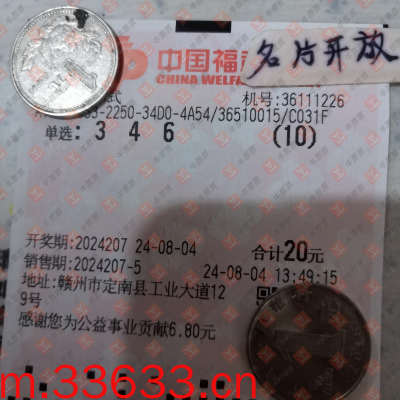 中国福
CHINA WELF
名片开放
式
机号:36111226
-2250-34D0-4A54/36510015/C031F
单选: 3 4 6 (10)
开奖期:2024207 24-08-04 合计20元
销售期:2024207-5 24-08-04 13:49:15
地址:赣州市定南县工业大道12
9号
感谢您为公益事业贡献6.80元
m.33633.cn